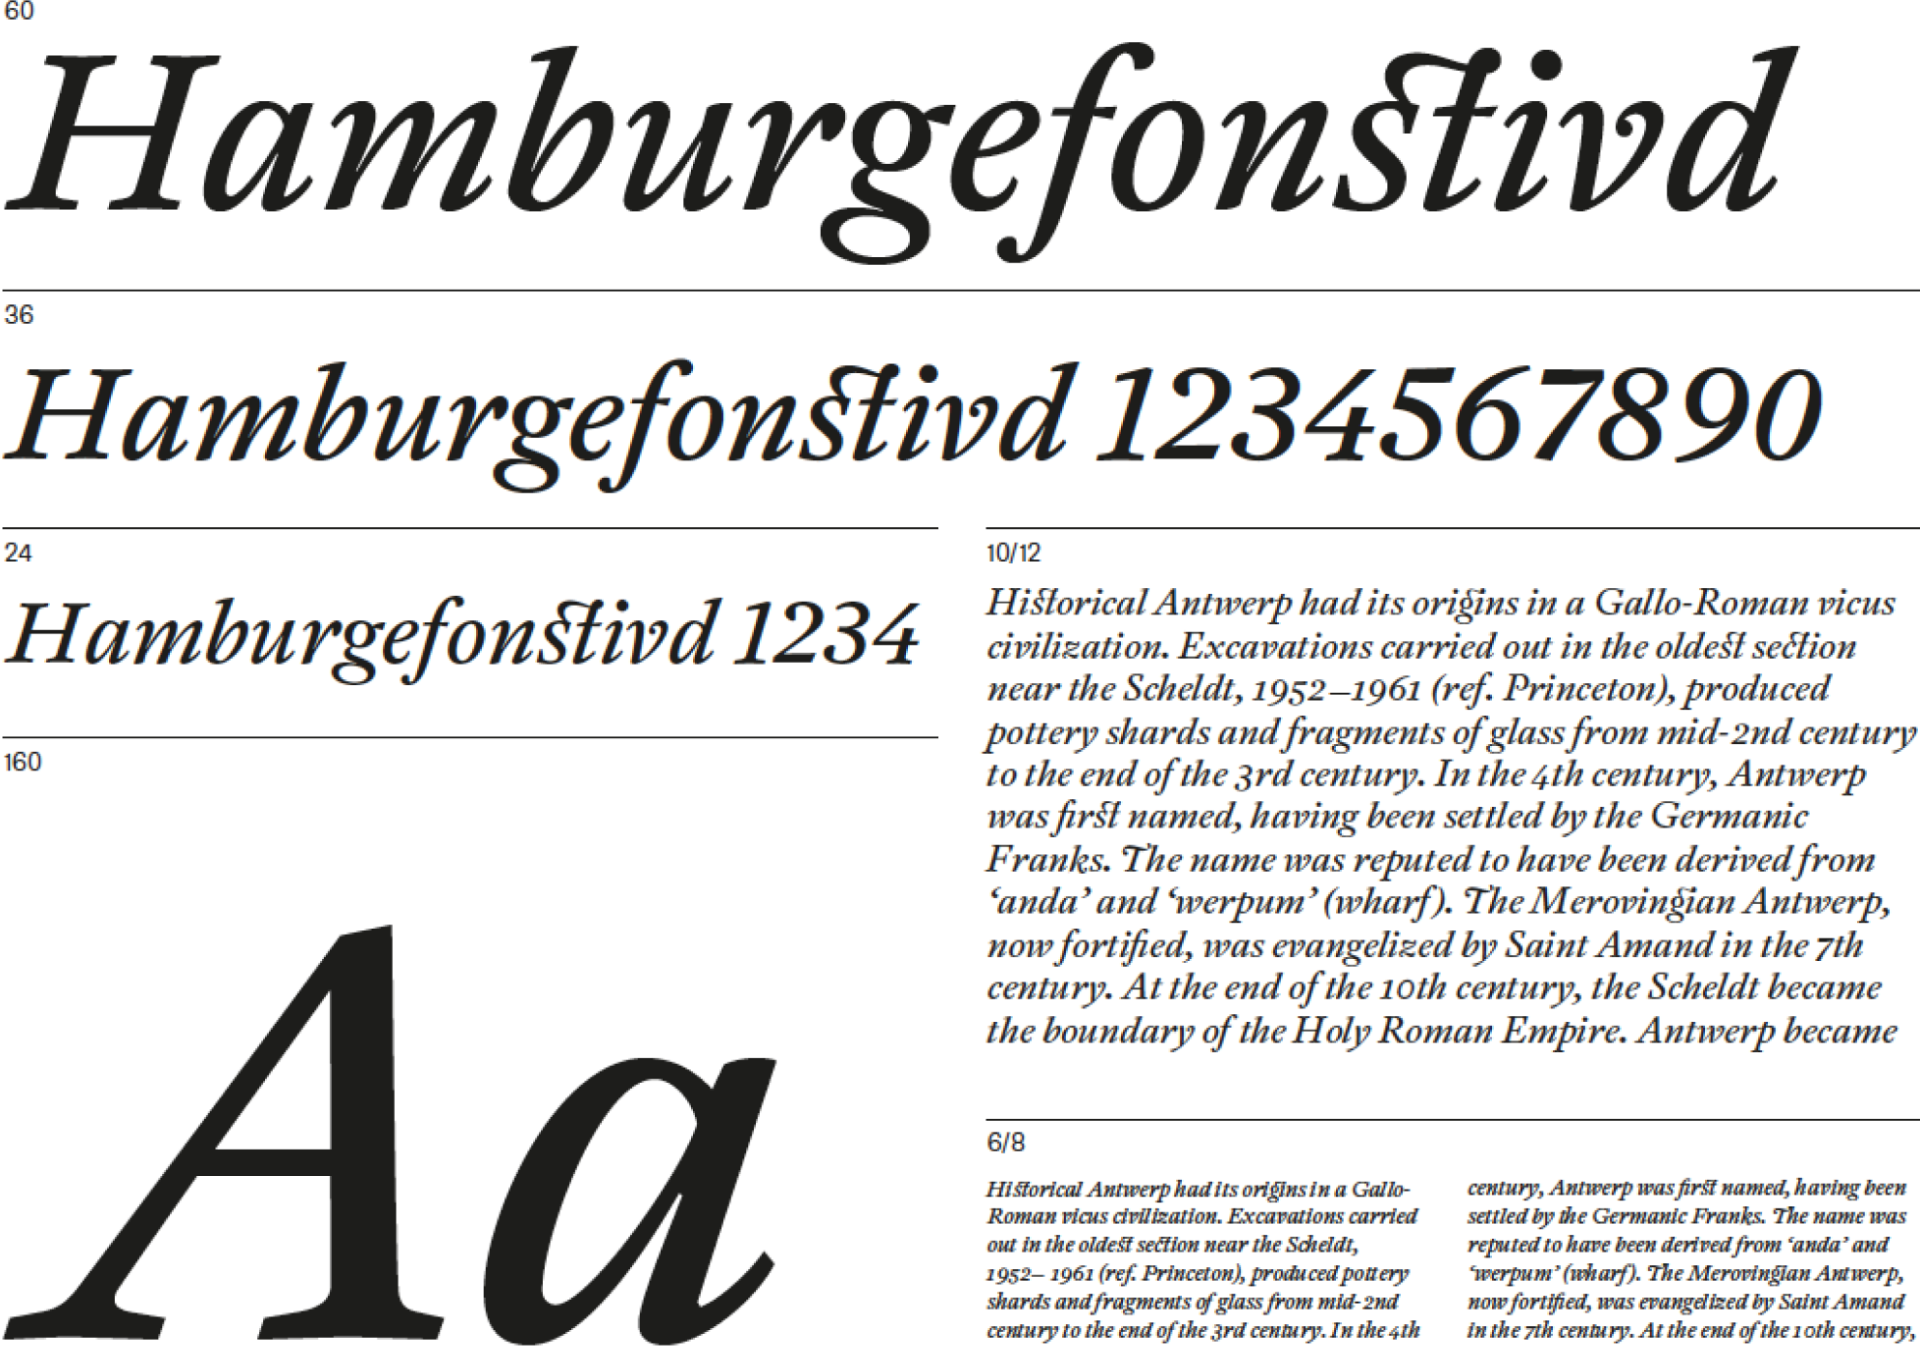 60
Hamburgefonstivd
36
Hamburgefonstivd 1234567890
24
Hamburgefonstivd 1234
160
Aa
10/12
Historical Antwerp had its origins in a Gallo-Roman vicus
civilization. Excavations carried out in the oldest section
near the Scheldt, 1952–1961 (ref. Princeton), produced
pottery shards and fragments of glass from mid-2nd century
to the end of the 3rd century. In the 4th century, Antwerp
was first named, having been settled by the Germanic
Franks. The name was reputed to have been derived from
‘anda’ and ‘werpum’ (wharf). The Merovingian Antwerp,
now fortified, was evangelized by Saint Amand in the 7th
century. At the end of the 10th century, the Scheldt became
the boundary of the Holy Roman Empire. Antwerp became
6/8
Historical Antwerp had its origins in a Gallo-
Roman vicus civilization. Excavations carried
out in the oldest section near the Scheldt,
1952– 1961 (ref. Princeton), produced pottery
shards and fragments of glass from mid-2nd
century to the end of the 3rd century. In the 4th
century, Antwerp was first named, having been
settled by the Germanic Franks. The name was
reputed to have been derived from ‘anda’ and
‘werpum’ (wharf). The Merovingian Antwerp,
now fortified, was evangelized by Saint Amand
in the 7th century. At the end of the 10th century,